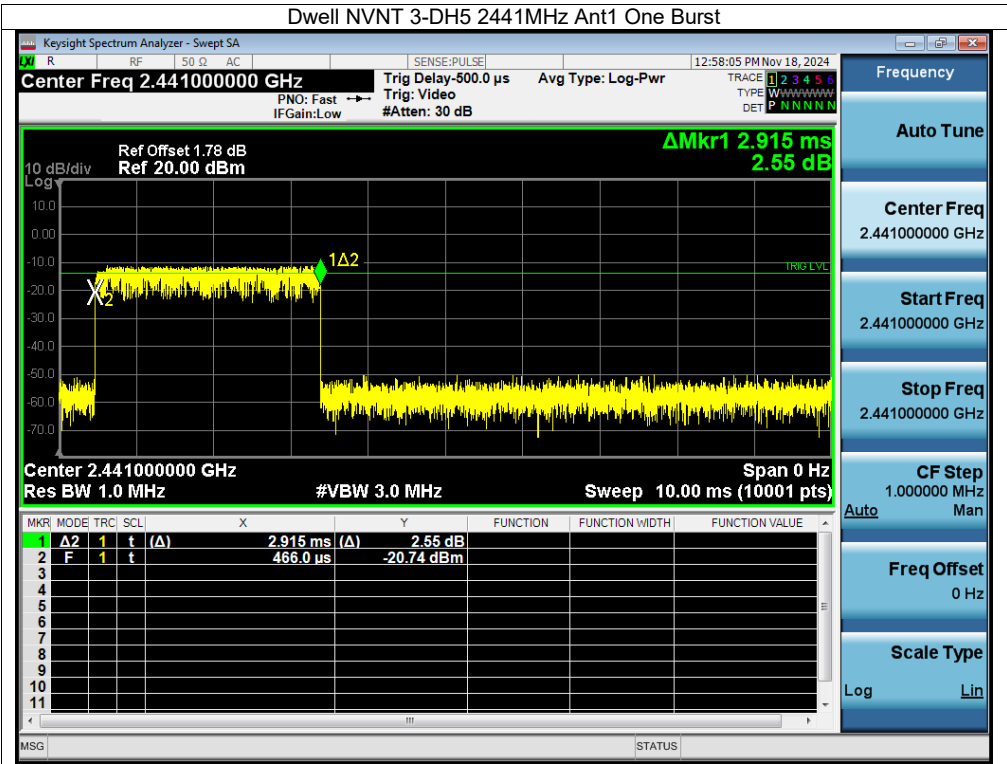 Dwell NVNT 3-DH5 2441MHz Ant1 One Burst
Keysight Spectrum Analyzer - Swept SA
LXI R RF 50 Ω AC SENSE:PULSE 12:58:05 PM Nov 18, 2024
Center Freq 2.441000000 GHz
PNO: Fast
IFGain:Low
Trig Delay-500.0 µs
Trig: Video
#Atten: 30 dB
Avg Type: Log-Pwr
TRACE 1 2 3 4 5 6
TYPE WWWWWWW
DET P N N N N N
Ref Offset 1.78 dB
10 dB/div Ref 20.00 dBm
Log
ΔMkr1 2.915 ms
2.55 dB
10.0
0.00
-10.0
-20.0
-30.0
-40.0
-50.0
-60.0
-70.0
1Δ2
TRIG LVL
2
Center 2.441000000 GHz Span 0 Hz
Res BW 1.0 MHz #VBW 3.0 MHz Sweep 10.00 ms (10001 pts)
MKR MODE TRC SCL X Y FUNCTION FUNCTION WIDTH FUNCTION VALUE
1 Δ2 1 t (Δ) 2.915 ms (Δ) 2.55 dB
2 F 1 t 466.0 µs -20.74 dBm
3
4
5
6
7
8
9
10
11
MSG STATUS
Frequency
Auto Tune
Center Freq
2.441000000 GHz
Start Freq
2.441000000 GHz
Stop Freq
2.441000000 GHz
CF Step
1.000000 MHz
Auto Man
Freq Offset
0 Hz
Scale Type
Log Lin